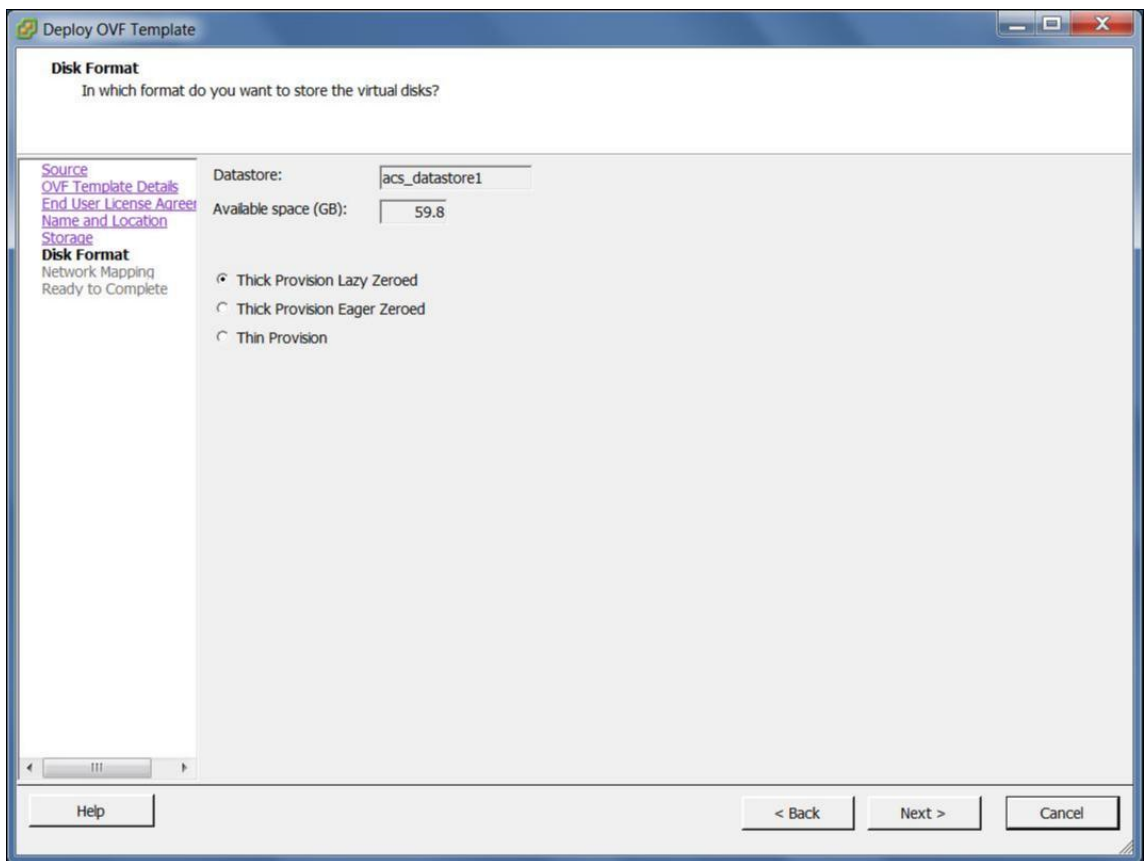 Deploy OVF Template
Disk Format
In which format do you want to store the virtual disks?
Source
OVF Template Details
End User License Agreer
Name and Location
Storage
Disk Format
Network Mapping
Ready to Complete
Datastore: acs_datastore1
Available space (GB): 59.8
Thick Provision Lazy Zeroed
Thick Provision Eager Zeroed
Thin Provision
Help
< Back
Next >
Cancel